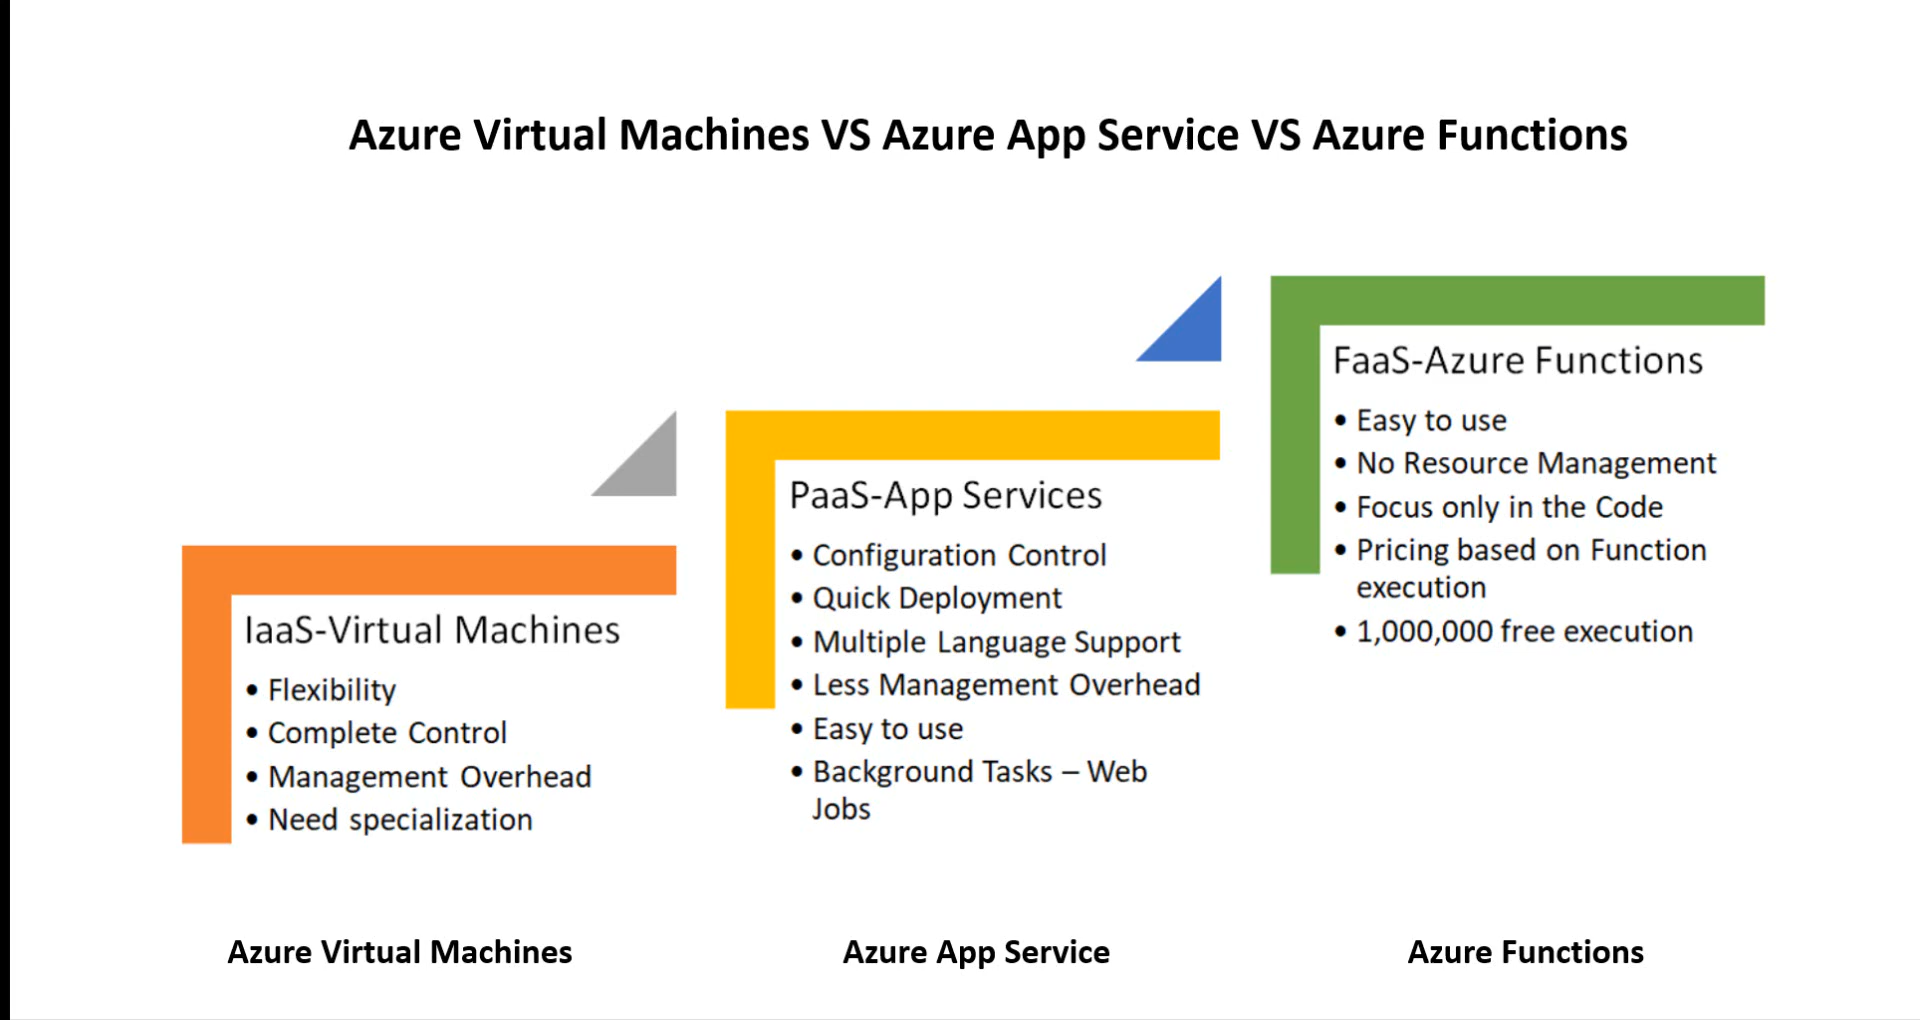 Azure Virtual Machines VS Azure App Service VS Azure Functions
IaaS-Virtual Machines
• Flexibility
• Complete Control
• Management Overhead
• Need specialization
PaaS-App Services
• Configuration Control
• Quick Deployment
• Multiple Language Support
• Less Management Overhead
• Easy to use
• Background Tasks – Web
Jobs
FaaS-Azure Functions
• Easy to use
• No Resource Management
• Focus only in the Code
• Pricing based on Function
execution
• 1,000,000 free execution
Azure Virtual Machines
Azure App Service
Azure Functions